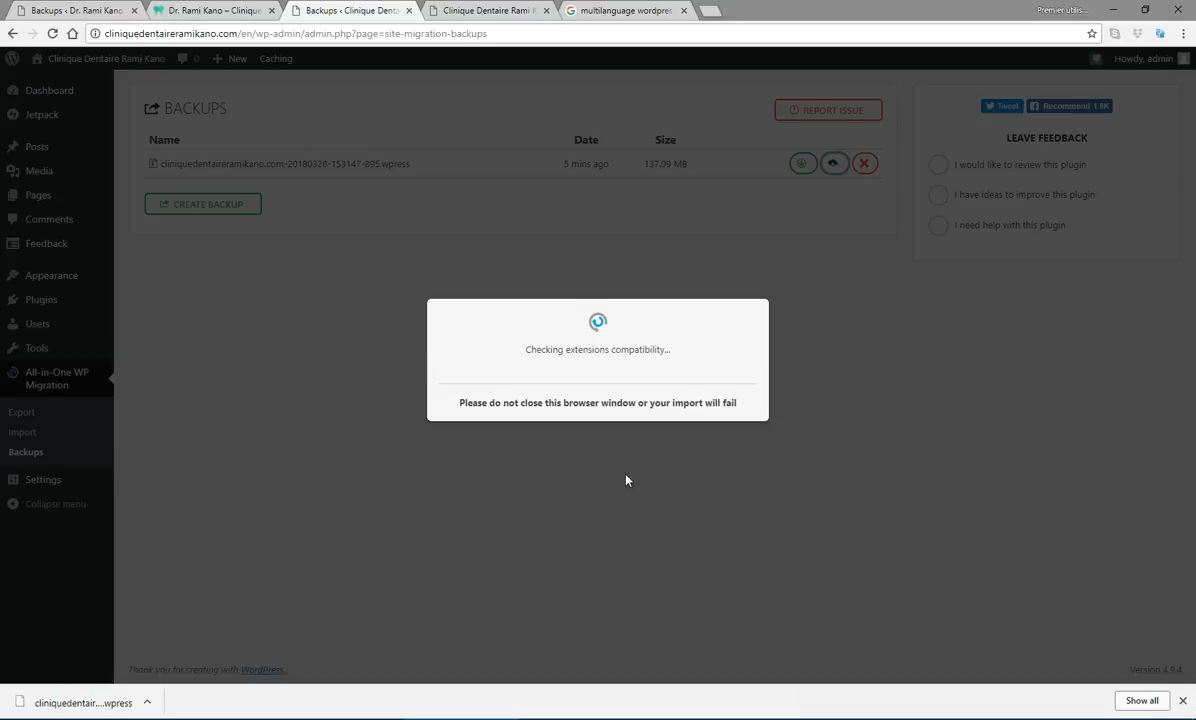 Backups ‹ Dr. Rami Kano
Dr. Rami Kano – Clinique
Backups ‹ Clinique Denta
Clinique Dentaire Rami K
multilanguage wordpres
Premier utilis...
cliniquedentaireramikano.com/en/wp-admin/admin.php?page=site-migration-backups
Clinique Dentaire Rami Kano
0
New
Caching
Howdy, admin
Dashboard
Jetpack
Posts
Media
Pages
Comments
Feedback
Appearance
Plugins
Users
Tools
All-in-One WP
Migration
Export
Import
Backups
Settings
Collapse menu
BACKUPS
REPORT ISSUE
Name Date Size
cliniquedentaireramikano.com-20180328-153147-895.wpress 5 mins ago 137.09 MB
CREATE BACKUP
Tweet
Recommend 1.8K
LEAVE FEEDBACK
I would like to review this plugin
I have ideas to improve this plugin
I need help with this plugin
Checking extensions compatibility...
Please do not close this browser window or your import will fail
Thank you for creating with WordPress.
Version 4.9.4
cliniquedentair....wpress
Show all